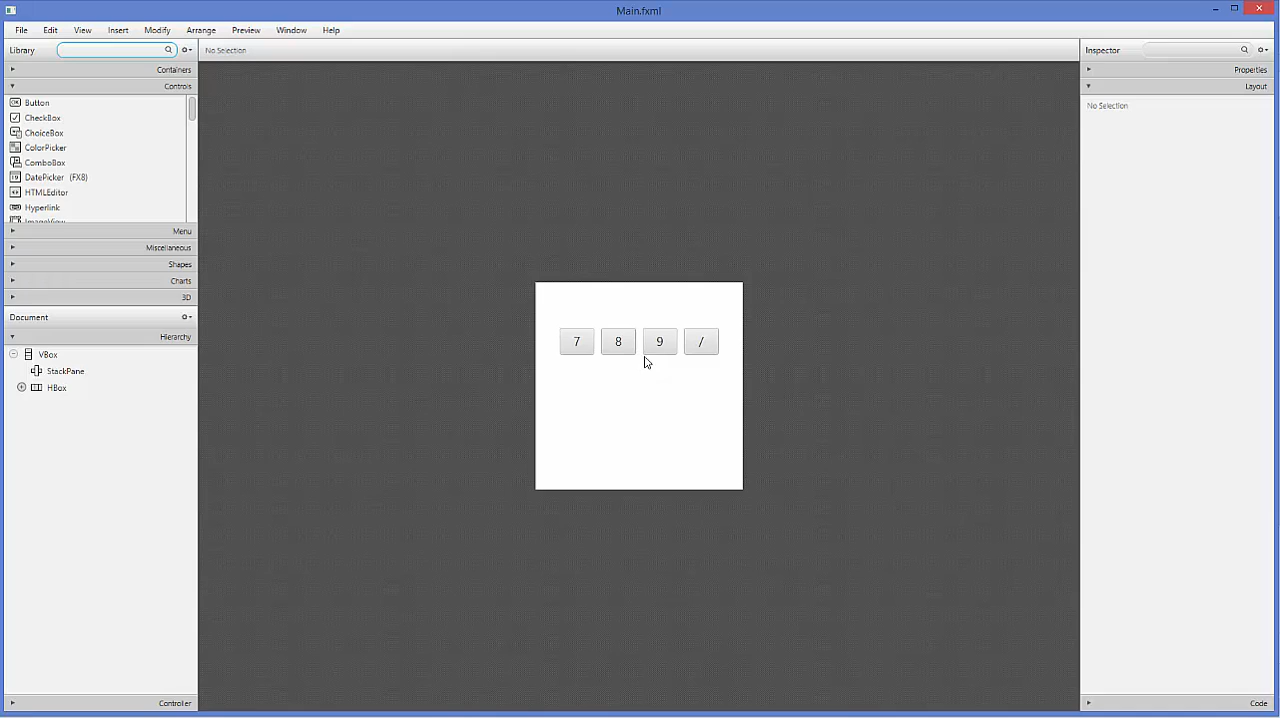 Main.fxml
File Edit View Insert Modify Arrange Preview Window Help
Library
No Selection
Inspector
Containers
Controls
Button
CheckBox
ChoiceBox
ColorPicker
ComboBox
DatePicker (FX8)
HTMLEditor
Hyperlink
ImageView
Menu
Miscellaneous
Shapes
Charts
3D
Document
Hierarchy
VBox
StackPane
HBox
Controller
7 8 9 /
Properties
Layout
No Selection
Code